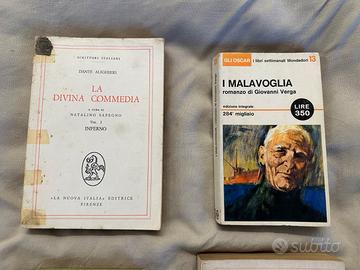 SCRITTORI ITALIANI
DANTE ALIGHIERI
LA
DIVINA COMMEDIA
A CURA DI
NATALINO SAPEGNO
VOL. I
INFERNO
«LA NUOVA ITALIA» EDITRICE
FIRENZE
GLI OSCAR
i libri settimanali Mondadori 13
I MALAVOGLIA
romanzo di Giovanni Verga
edizione integrale
284° migliaio
LIRE
350
subito